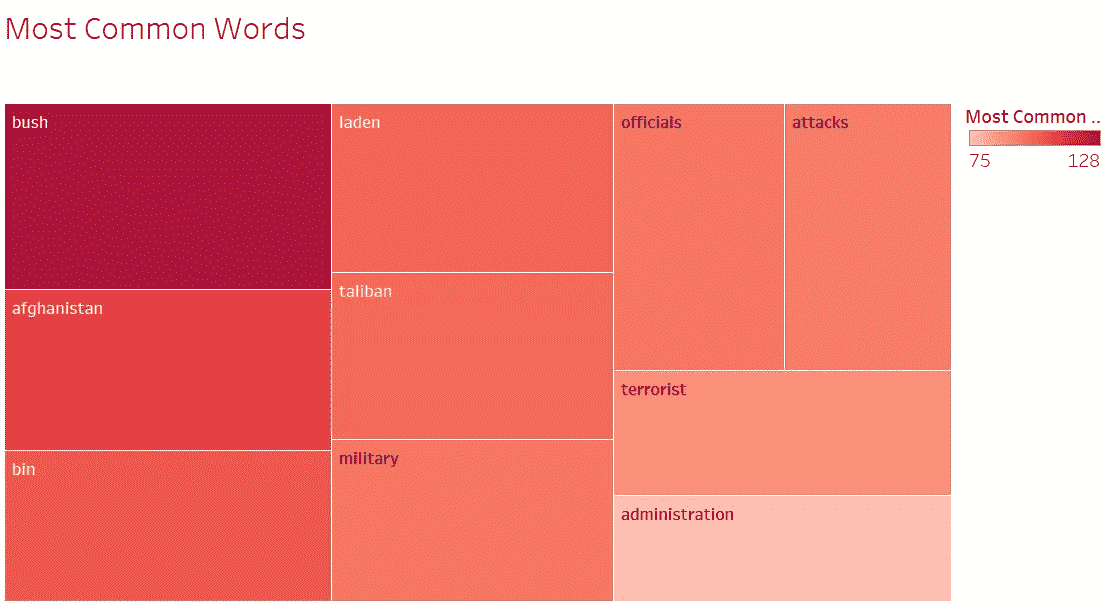 Most Common Words
bush
laden
officials
attacks
Most Common ..
75
128
afghanistan
taliban
terrorist
bin
military
administration